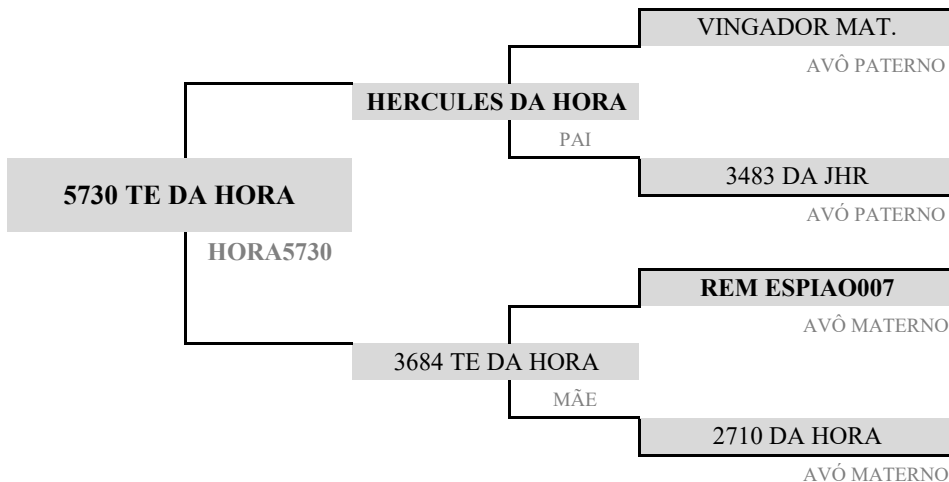 VINGADOR MAT.
AVÔ PATERNO
HERCULES DA HORA
PAI
3483 DA JHR
AVÓ PATERNO
5730 TE DA HORA
HORA5730
REM ESPIAO007
AVÔ MATERNO
3684 TE DA HORA
MÃE
2710 DA HORA
AVÓ MATERNO